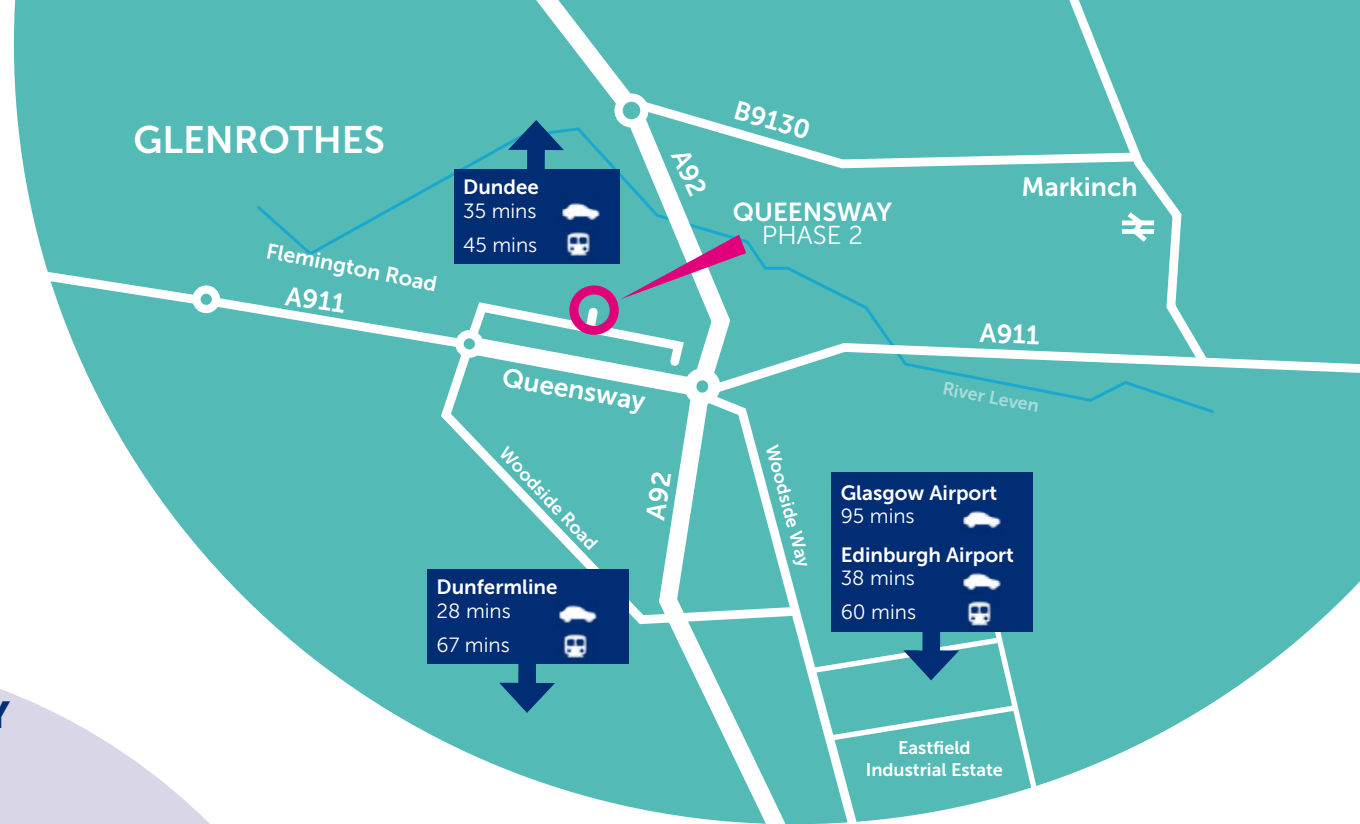 B9130
GLENROTHES
A92
Dundee
35 mins
45 mins
Markinch
QUEENSWAY
PHASE 2
Flemington Road
A911
A911
Queensway
River Leven
Woodside Road
A92
Woodside Way
Glasgow Airport
95 mins
Edinburgh Airport
38 mins
60 mins
Dunfermline
28 mins
67 mins
Y
Eastfield
Industrial Estate